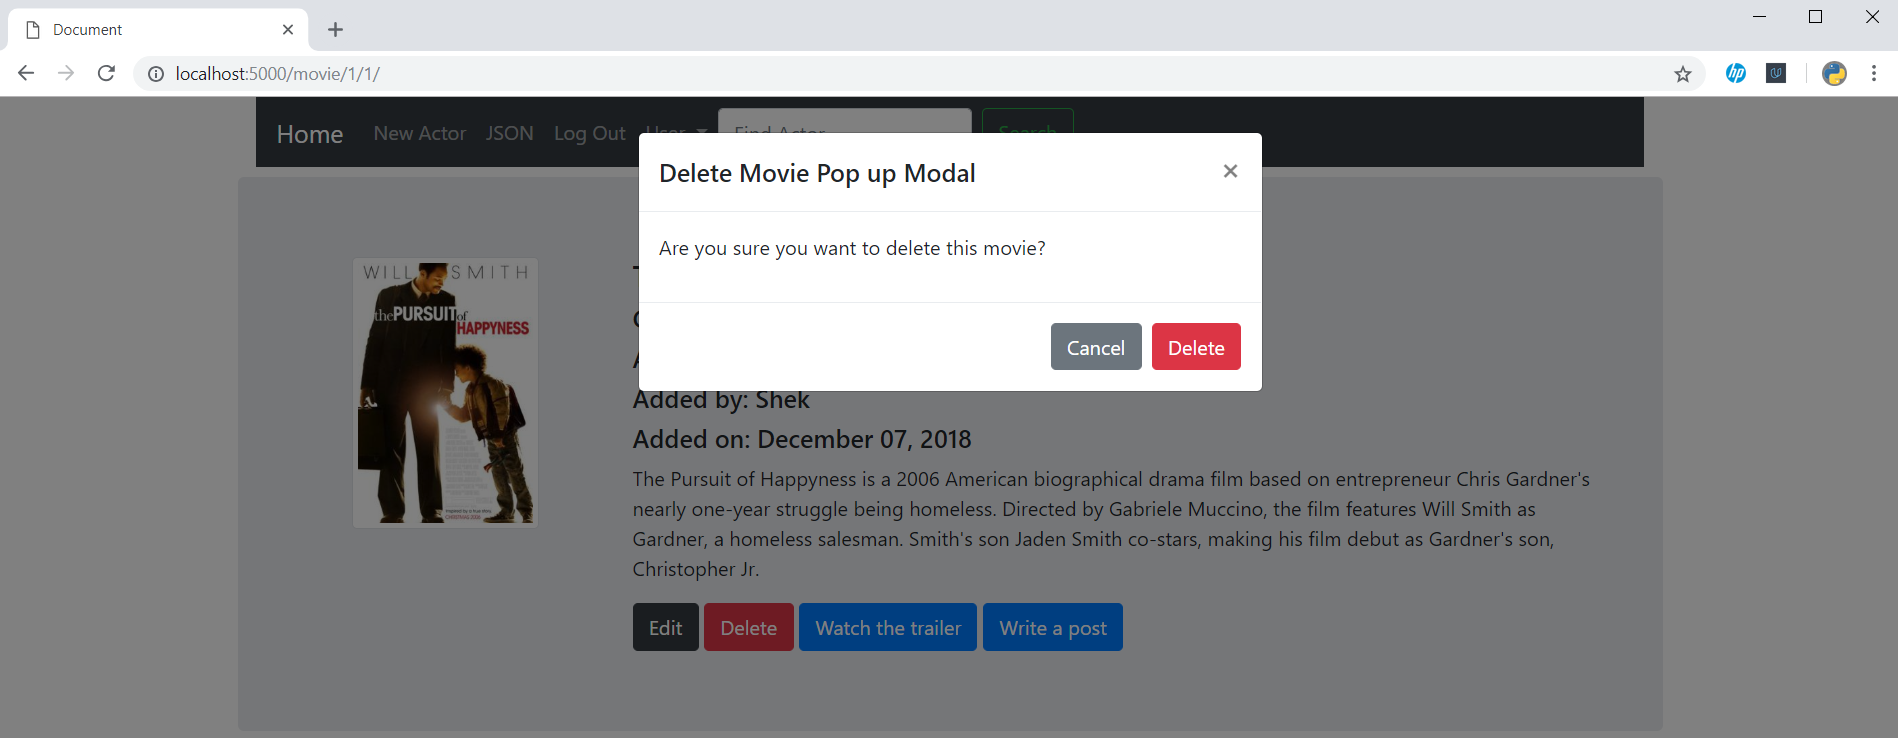 Document
localhost:5000/movie/1/1/
Home New Actor JSON Log Out User Find Actor Search
Delete Movie Pop up Modal ×
Are you sure you want to delete this movie?
Cancel Delete
WILL SMITH
the PURSUIT of
HAPPYNESS
Added by: Shek
Added on: December 07, 2018
The Pursuit of Happyness is a 2006 American biographical drama film based on entrepreneur Chris Gardner's
nearly one-year struggle being homeless. Directed by Gabriele Muccino, the film features Will Smith as
Gardner, a homeless salesman. Smith's son Jaden Smith co-stars, making his film debut as Gardner's son,
Christopher Jr.
Edit Delete Watch the trailer Write a post